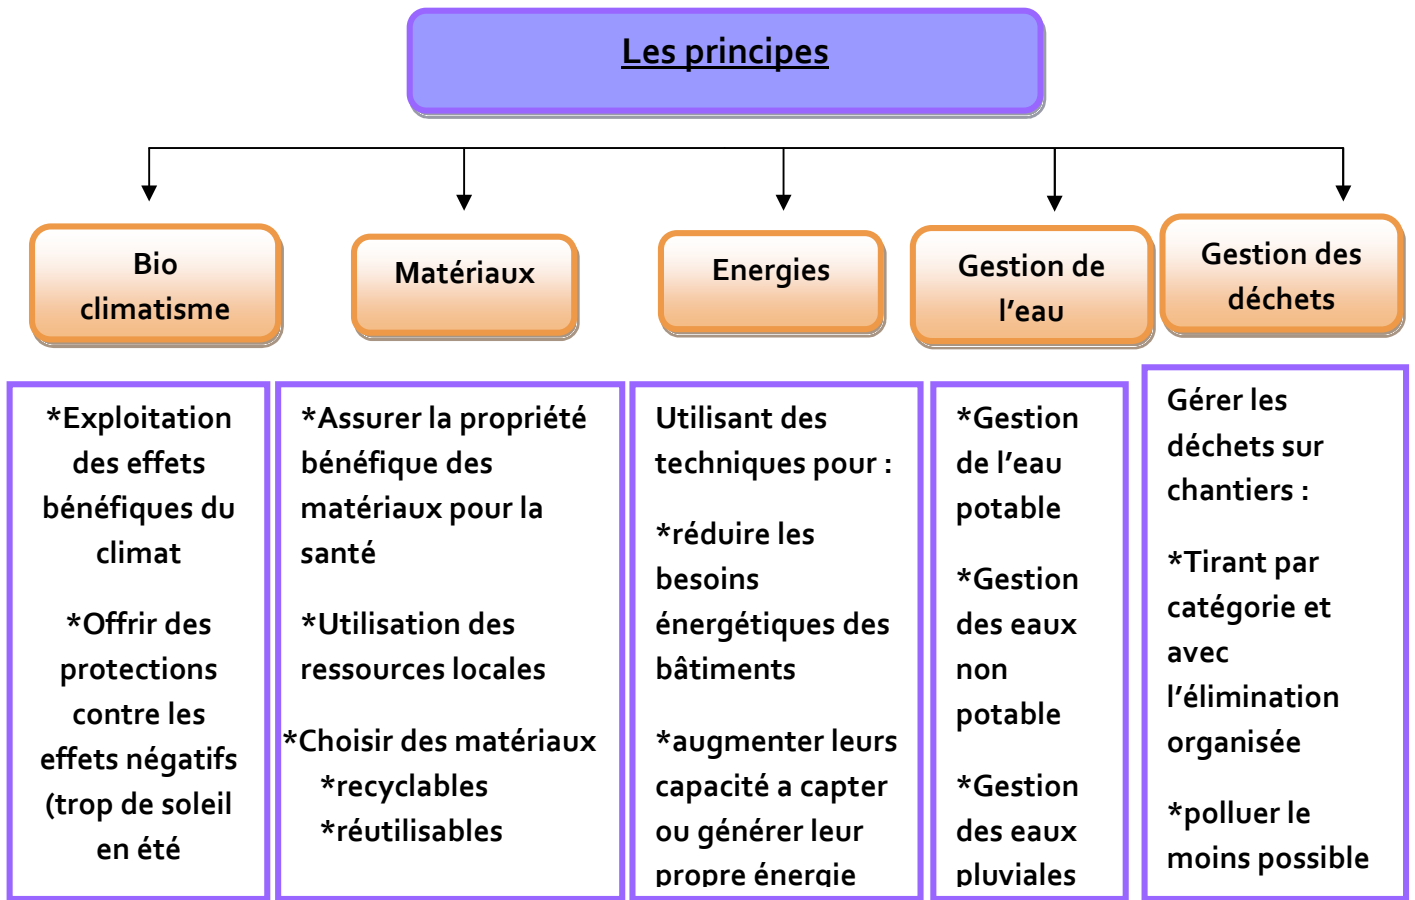 Les principes
Bio
climatisme
Matériaux
Energies
Gestion de
l’eau
Gestion des
déchets
*Exploitation
des effets
bénéfiques du
climat
*Offrir des
protections
contre les
effets négatifs
(trop de soleil
en été
*Assurer la propriété
bénéfique des
matériaux pour la
santé
*Utilisation des
ressources locales
*Choisir des matériaux
*recyclables
*réutilisables
Utilisant des
techniques pour :
*réduire les
besoins
énergétiques des
bâtiments
*augmenter leurs
capacité a capter
ou générer leur
propre énergie
*Gestion
de l’eau
potable
*Gestion
des eaux
non
potable
*Gestion
des eaux
pluviales
Gérer les
déchets sur
chantiers :
*Tirant par
catégorie et
avec
l’élimination
organisée
*polluer le
moins possible